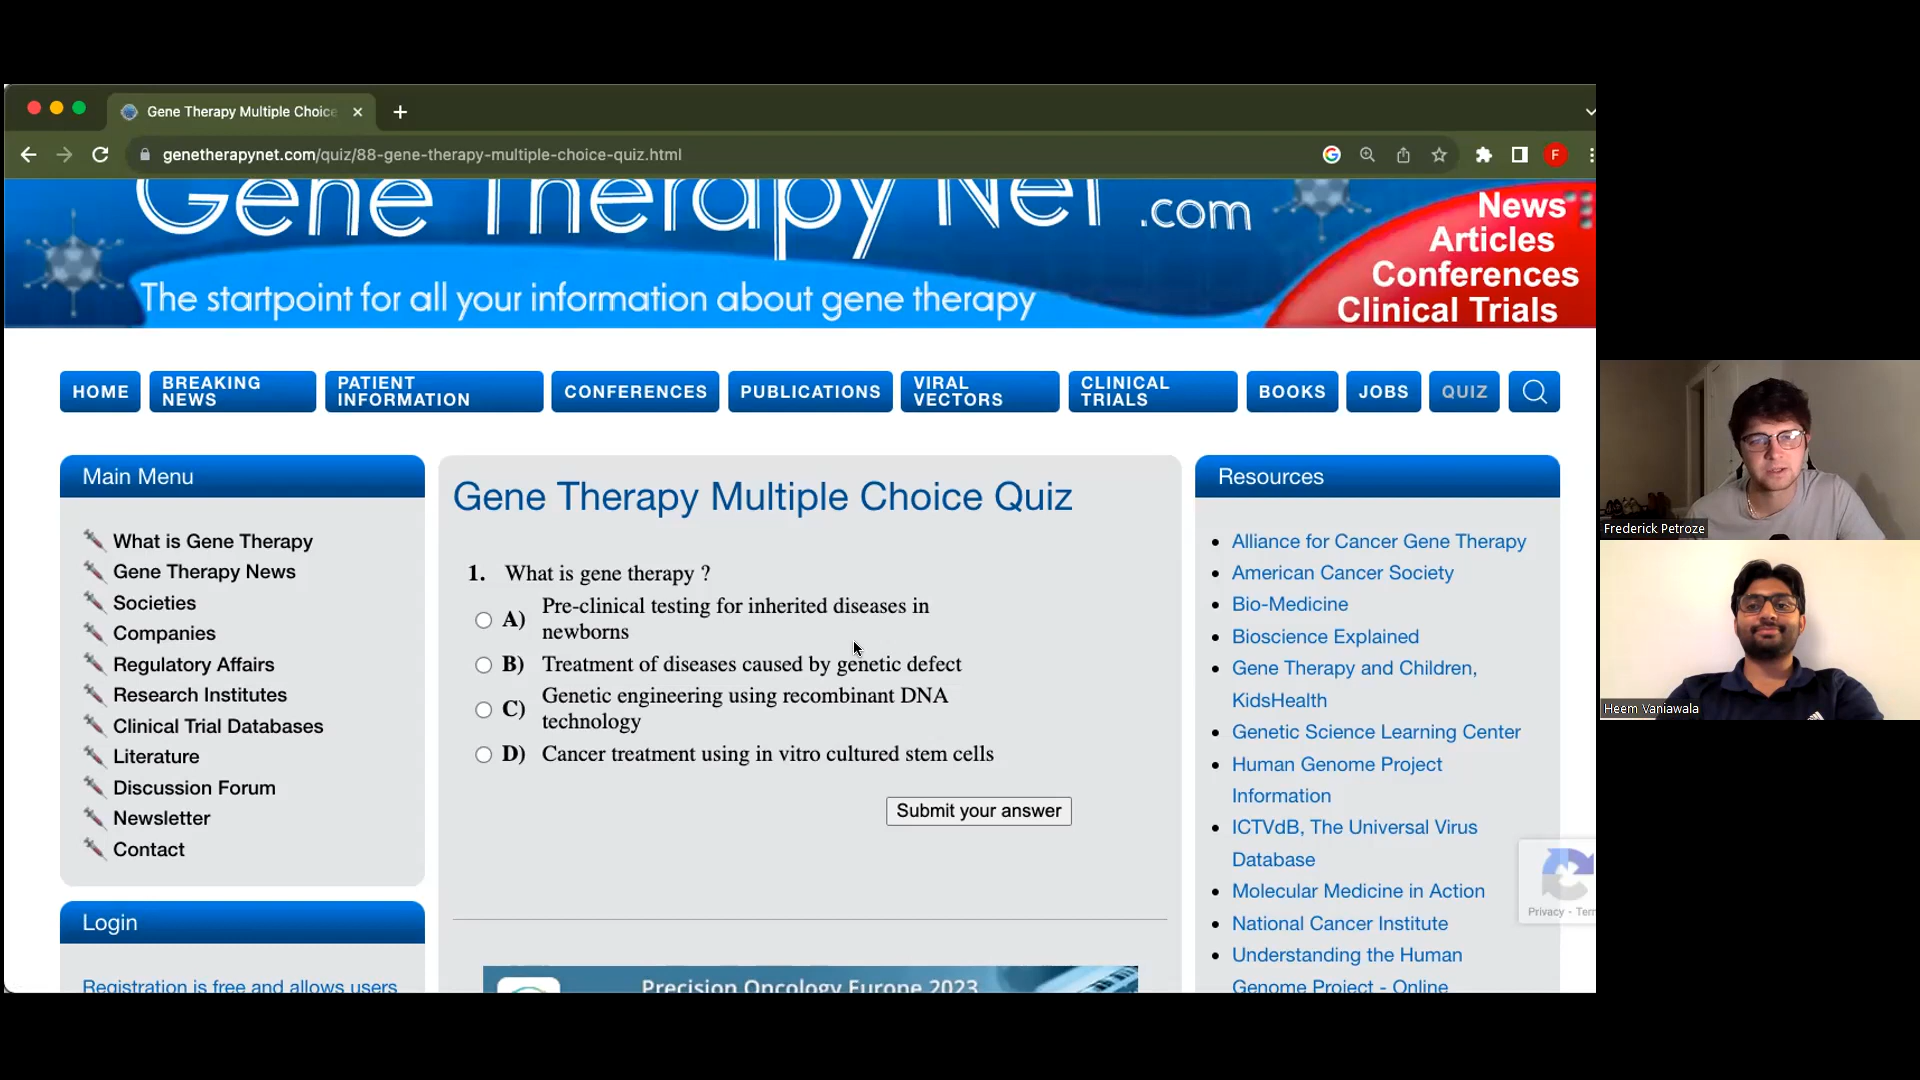 Gene Therapy Multiple Choice
genetherapynet.com/quiz/88-gene-therapy-multiple-choice-quiz.html
F
Gene Therapy Net .com
The startpoint for all your information about gene therapy
News
Articles
Conferences
Clinical Trials
HOME
BREAKING
NEWS
PATIENT
INFORMATION
CONFERENCES
PUBLICATIONS
VIRAL
VECTORS
CLINICAL
TRIALS
BOOKS
JOBS
QUIZ
Main Menu
What is Gene Therapy
Gene Therapy News
Societies
Companies
Regulatory Affairs
Research Institutes
Clinical Trial Databases
Literature
Discussion Forum
Newsletter
Contact
Login
Registration is free and allows users
Gene Therapy Multiple Choice Quiz
1. What is gene therapy ?
A) Pre-clinical testing for inherited diseases in
newborns
B) Treatment of diseases caused by genetic defect
C) Genetic engineering using recombinant DNA
technology
D) Cancer treatment using in vitro cultured stem cells
Submit your answer
Precision Oncology Europe 2023
Resources
Alliance for Cancer Gene Therapy
American Cancer Society
Bio-Medicine
Bioscience Explained
Gene Therapy and Children,
KidsHealth
Genetic Science Learning Center
Human Genome Project
Information
ICTVdB, The Universal Virus
Database
Molecular Medicine in Action
National Cancer Institute
Understanding the Human
Genome Project - Online
Privacy - Tern
Frederick Petroze
Heem Vaniawala